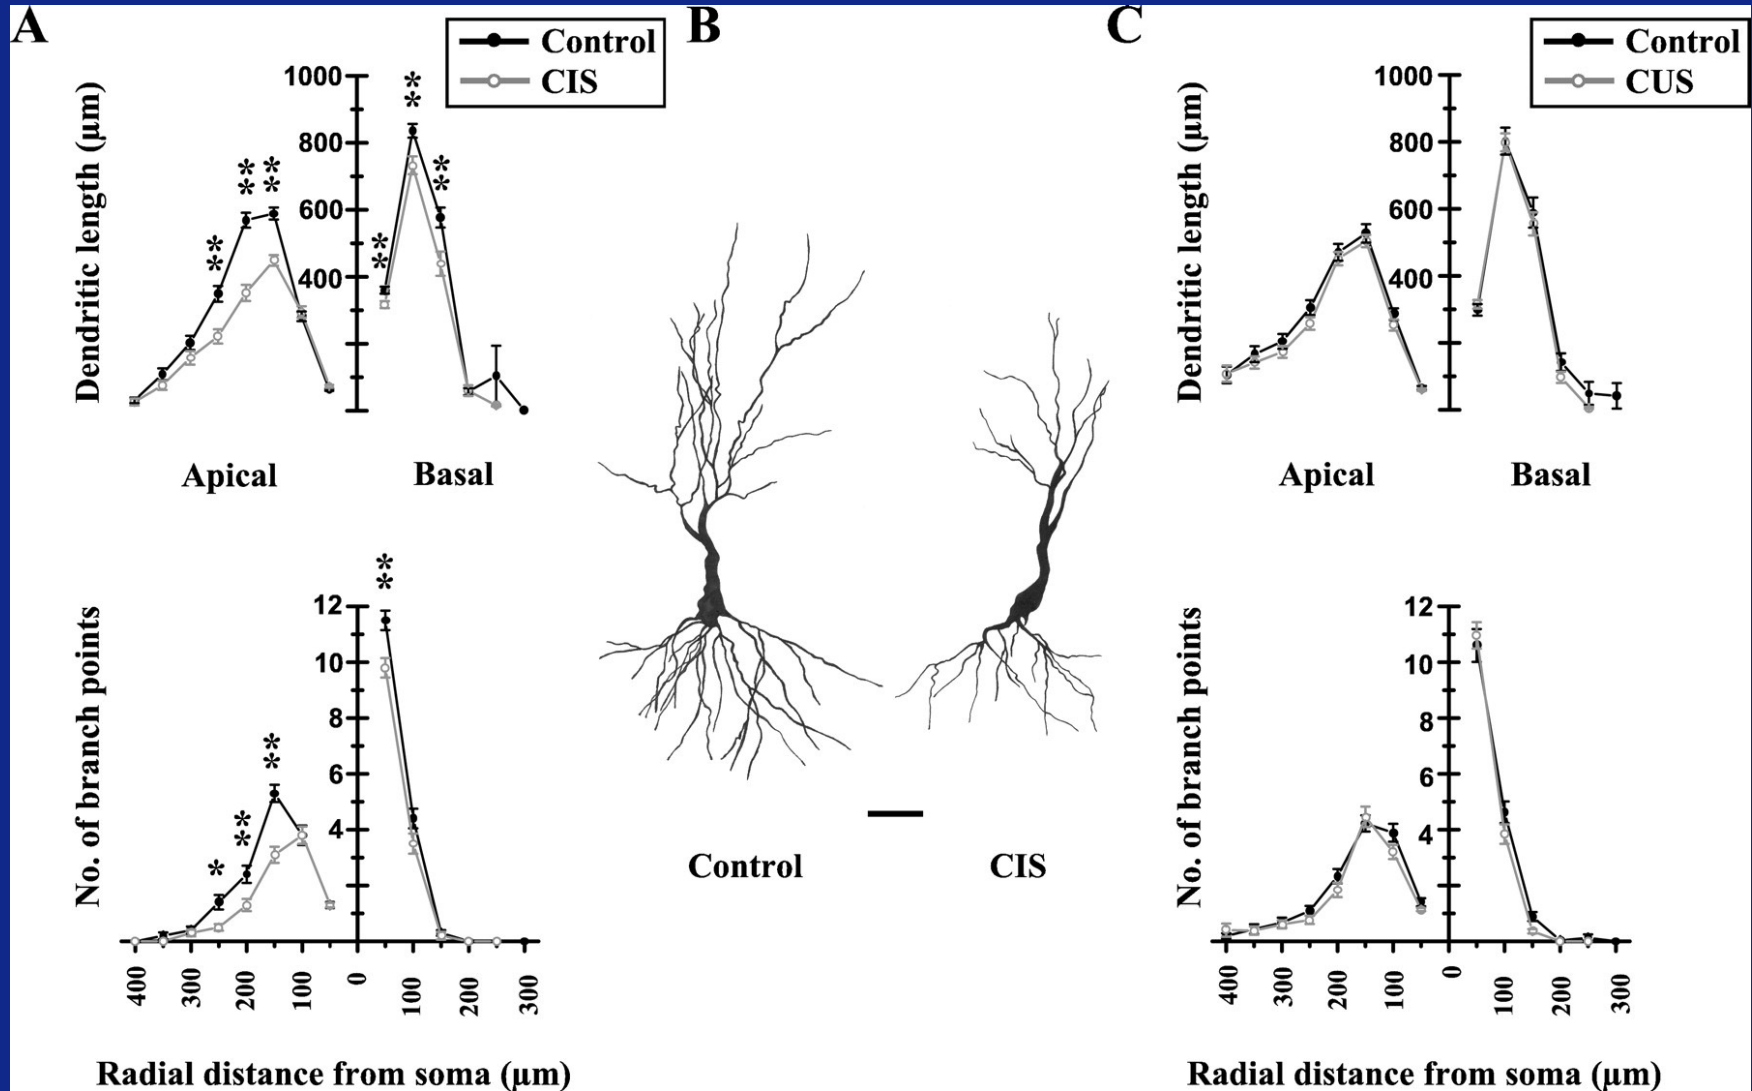 A
Control
CIS
Dendritic length (µm)
1000
800
600
400
**
**
**
**
**
**
Apical
Basal
No. of branch points
12
10
8
6
4
*
**
**
**
400
300
200
100
0
100
200
300
Radial distance from soma (µm)
B
Control
CIS
C
Control
CUS
Dendritic length (µm)
1000
800
600
400
Apical
Basal
No. of branch points
12
10
8
6
4
400
300
200
100
0
100
200
300
Radial distance from soma (µm)